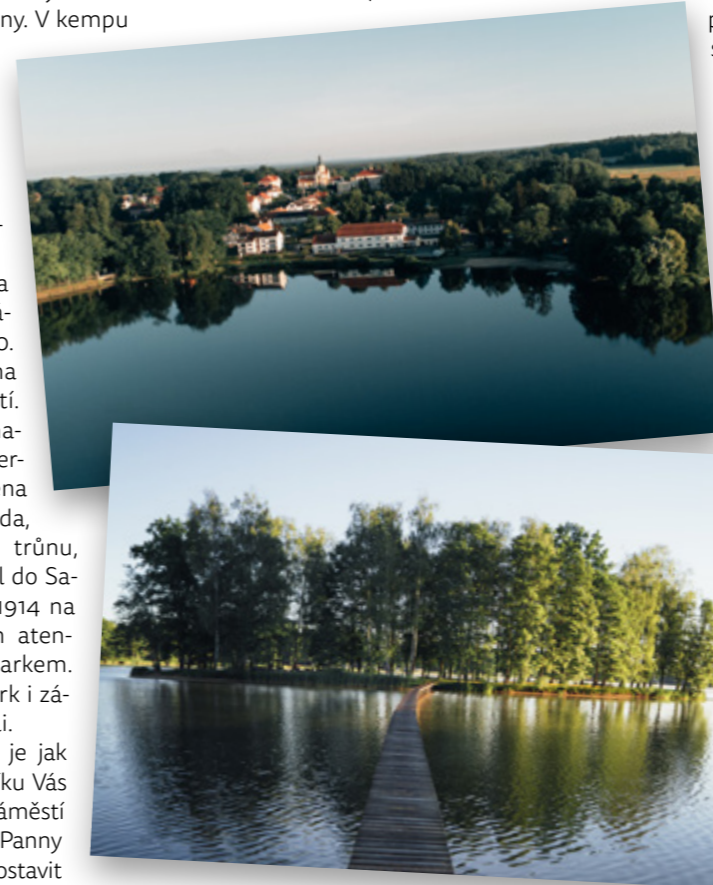 ny. V kempu
-
a
á-
o.
na
tí.
na-
er-
ena
da,
trůnu,
l do Sa-
1914 na
n aten-
arkem.
rk i zá-
i.
je jak
ku Vás
áměstí
Panny
ostavit
p
s